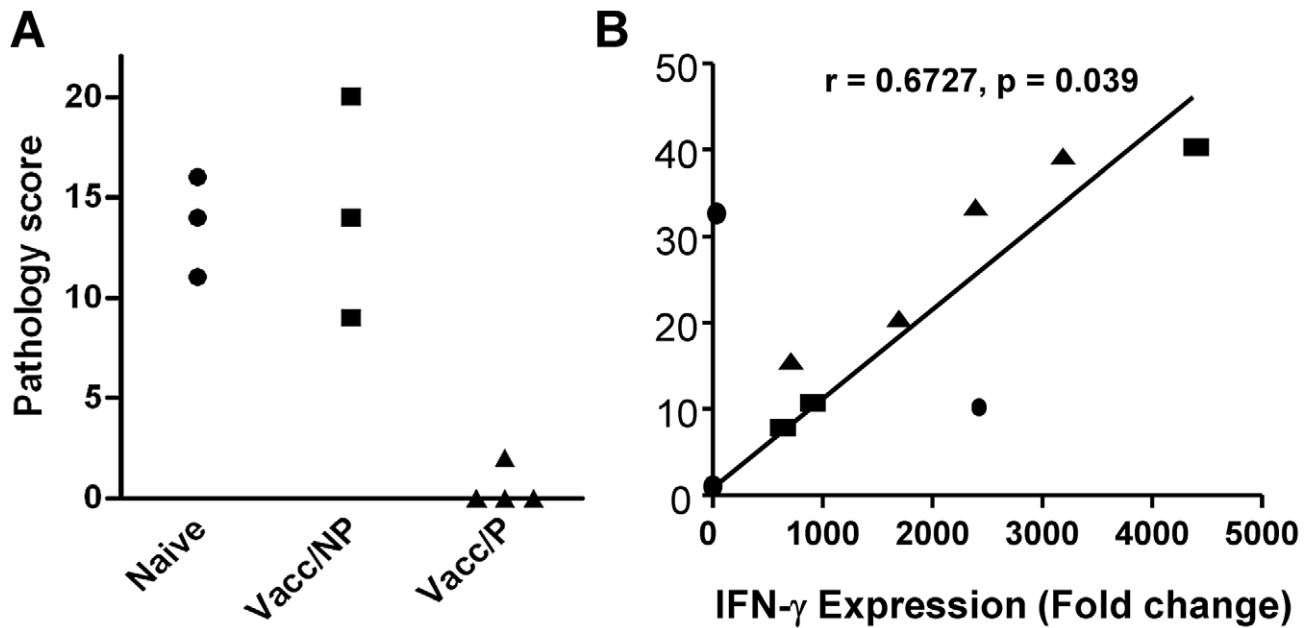 A
Pathology score
20
15
10
5
0
Naive
Vacc/NP
Vacc/P
B
r = 0.6727, p = 0.039
50
40
30
20
10
0
0 1000 2000 3000 4000 5000
IFN-γ Expression (Fold change)